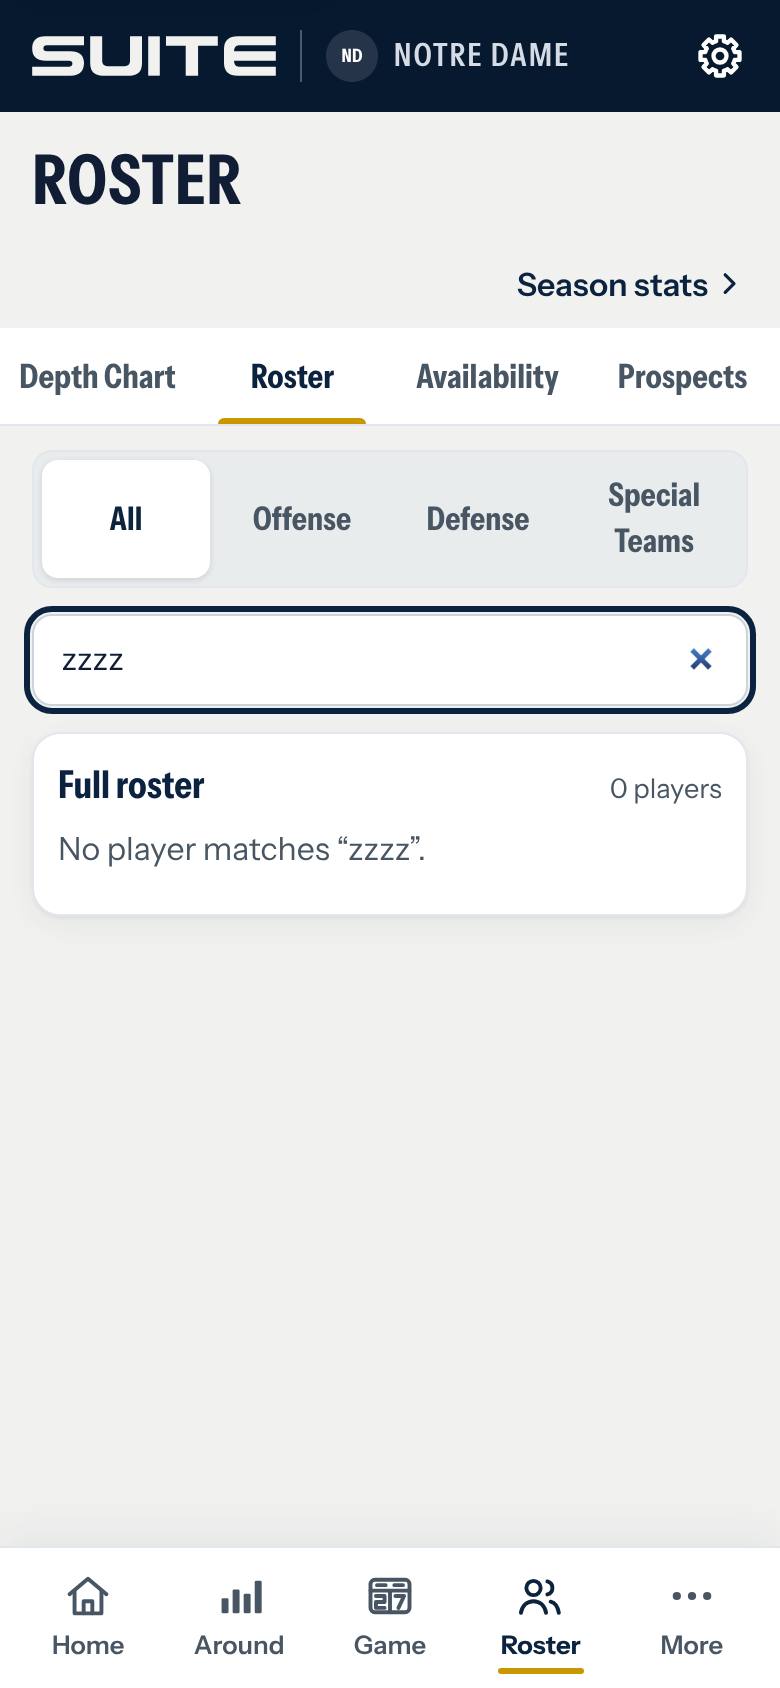 SUITE
ND NOTRE DAME
ROSTER
Season stats
Depth Chart
Roster
Availability
Prospects
All
Offense
Defense
Special
Teams
zzzz
Full roster
0 players
No player matches “zzzz”.
27
Home
Around
Game
Roster
More